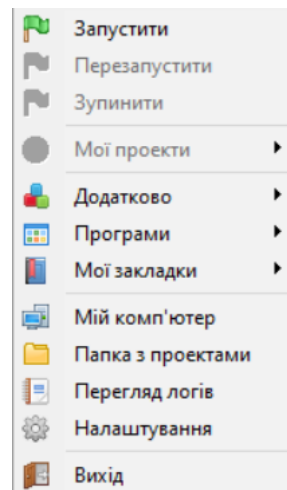 Запустити
Перезапустити
Зупинити
Мої проекти
Додатково
Програми
Мої закладки
Мій комп'ютер
Папка з проектами
Перегляд логів
Налаштування
Вихід